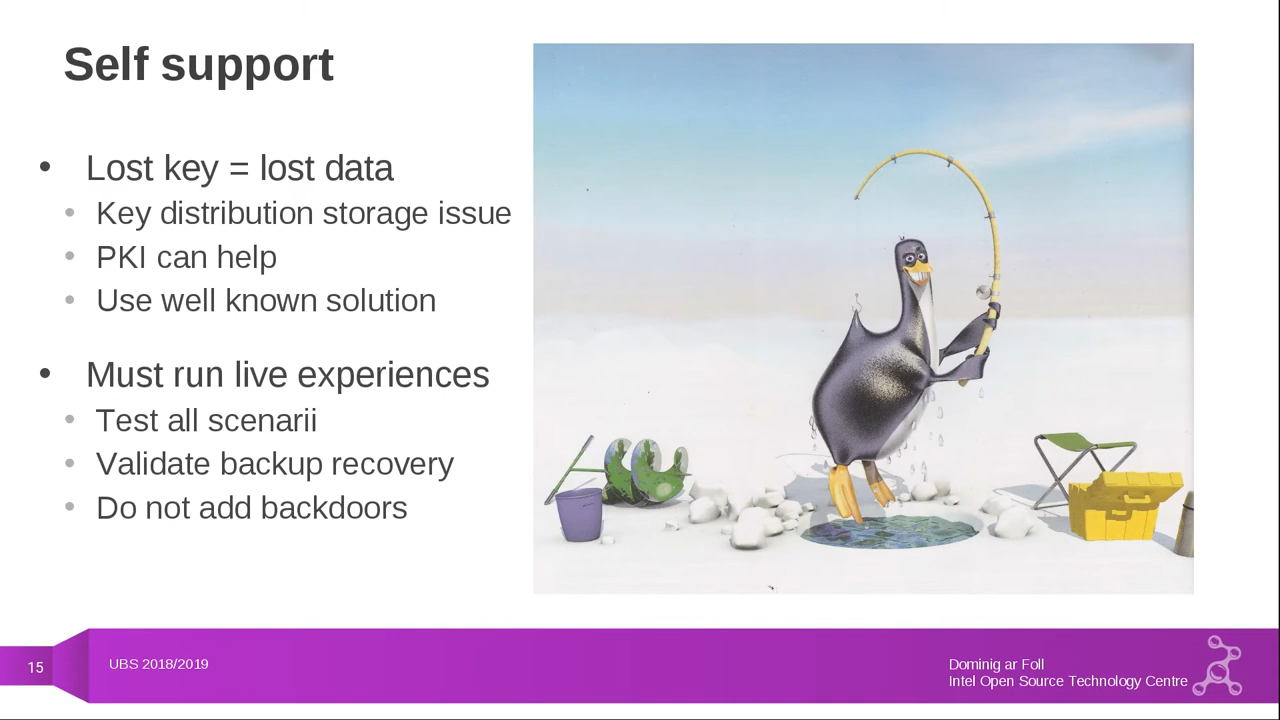 Self support
• Lost key = lost data
• Key distribution storage issue
• PKI can help
• Use well known solution
• Must run live experiences
• Test all scenarii
• Validate backup recovery
• Do not add backdoors
15
UBS 2018/2019
Dominig ar Foll
Intel Open Source Technology Centre